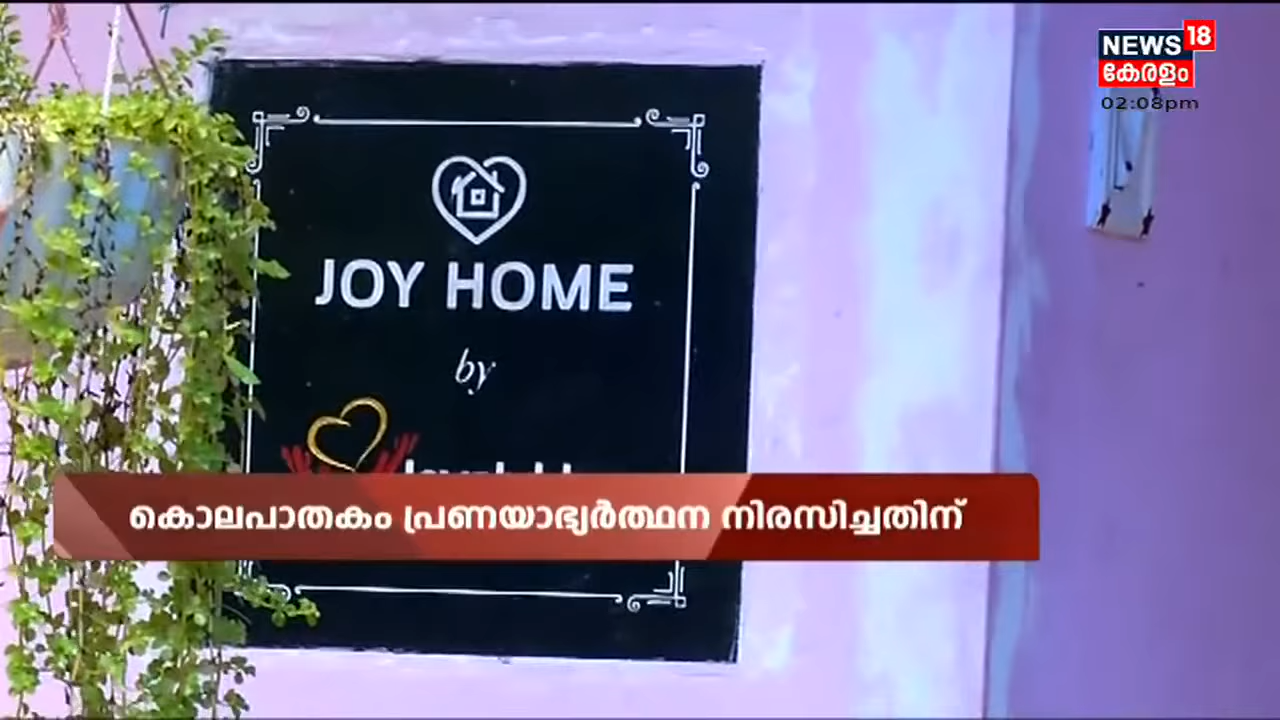 NEWS 18
കേരളം
02:08pm
JOY HOME
by
കൊലപാതകം പ്രണയാഭ്യർത്ഥന നിരസിച്ചതിന്